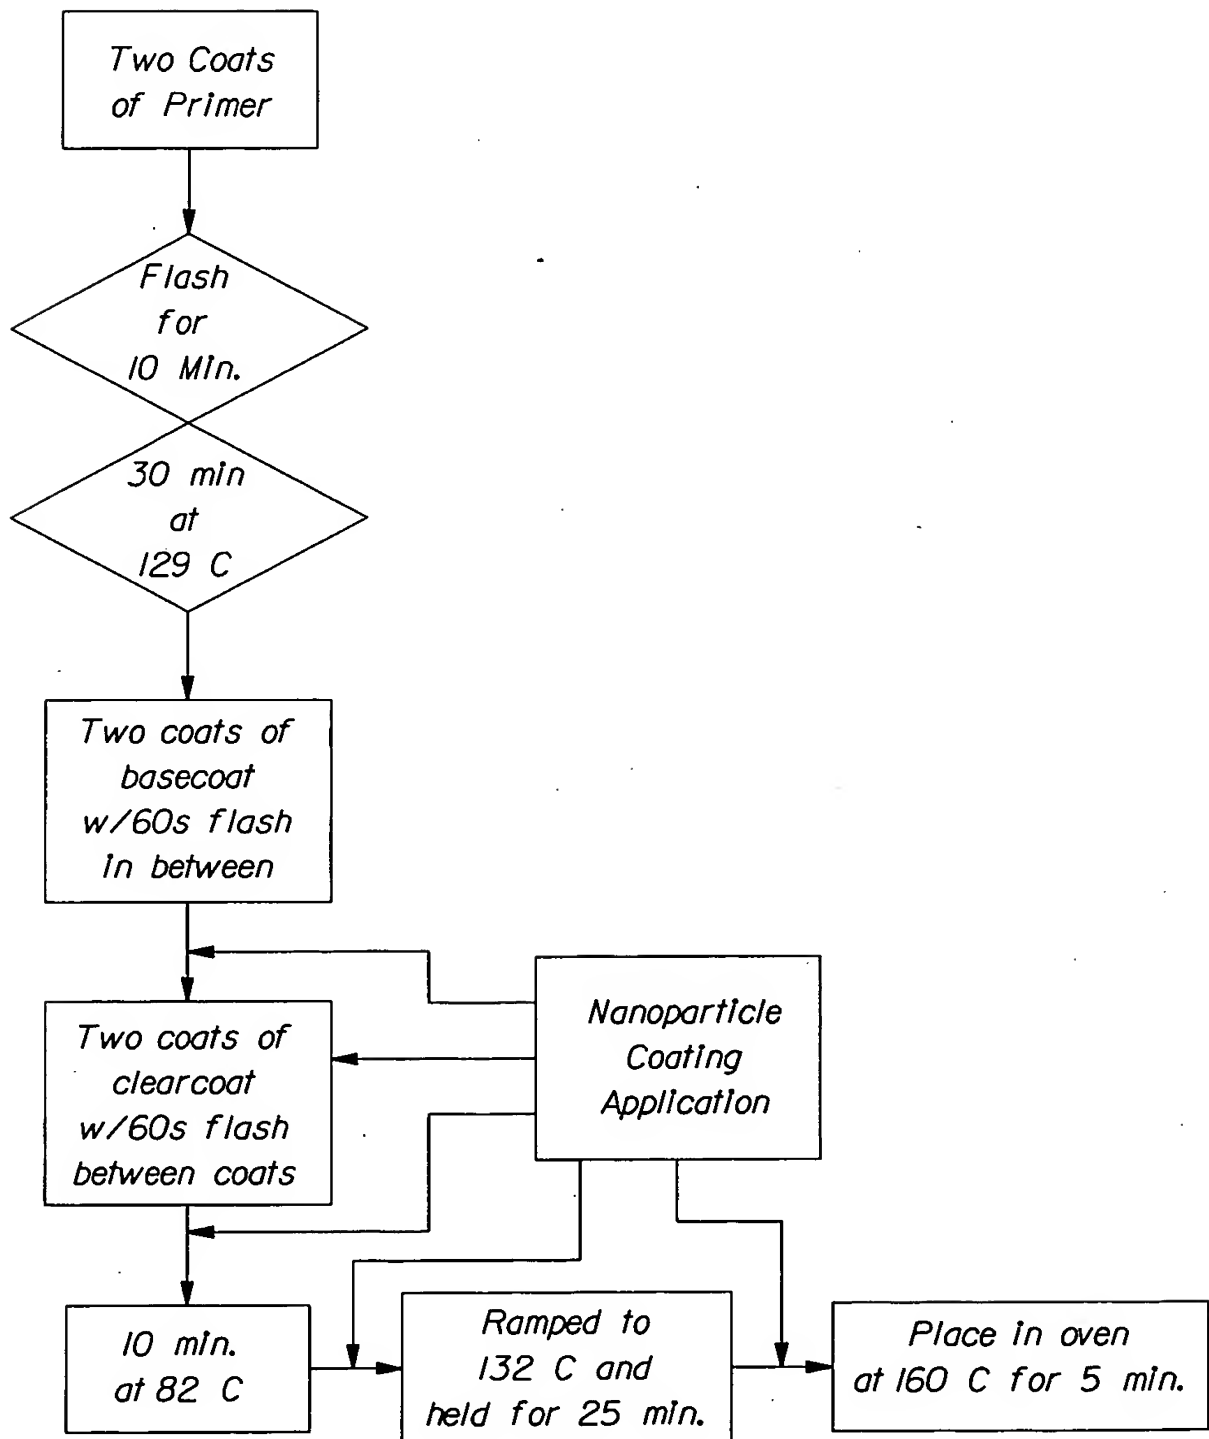 Two Coats
of Primer
Flash
for
10 Min.
30 min
at
129 C
Two coats of
basecoat
w/60s flash
in between
Nanoparticle
Coating
Application
Two coats of
clearcoat
w/60s flash
between coats
10 min.
at 82 C
Ramped to
132 C and
held for 25 min.
Place in oven
at 160 C for 5 min.